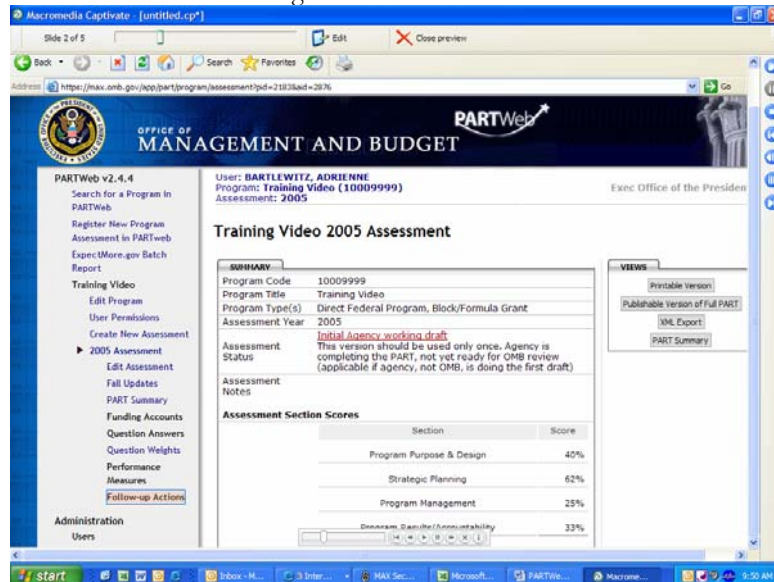 Macromedia Captivate - [untitled.cp*]
Slide 2 of 5 Edit Close preview
Back Search Favorites
Address https://max.omb.gov/app/part/program/assessment?pid=2183&aid=2876 Go
OFFICE OF
MANAGEMENT AND BUDGET
PARTWeb
PARTWeb v2.4.4
Search for a Program in
PARTWeb
Register New Program
Assessment in PARTweb
ExpectMore.gov Batch
Report
Training Video
Edit Program
User Permissions
Create New Assessment
2005 Assessment
Edit Assessment
Fall Updates
PART Summary
Funding Accounts
Question Answers
Question Weights
Performance
Measures
Follow-up Actions
Administration
Users
User: BARTLEWITZ, ADRIENNE
Program: Training Video (10009999)
Assessment: 2005
Exec Office of the Presiden
Training Video 2005 Assessment
SUMMARY
Program Code 10009999
Program Title Training Video
Program Type(s) Direct Federal Program, Block/Formula Grant
Assessment Year 2005
Assessment Status Initial Agency working draft
This version should be used only once. Agency is
completing the PART, not yet ready for OMB review
(applicable if agency, not OMB, is doing the first draft)
Assessment
Notes
Assessment Section Scores
Section Score
Program Purpose & Design 40%
Strategic Planning 62%
Program Management 25%
Program Results/Accountability 33%
VIEWS
Printable Version
Publishable Version of Full PART
XML Export
PART Summary
start Inbox - M... 3 Inter... MAX Sec... Microsoft... PARTWe... Macrome... 9:50 AM